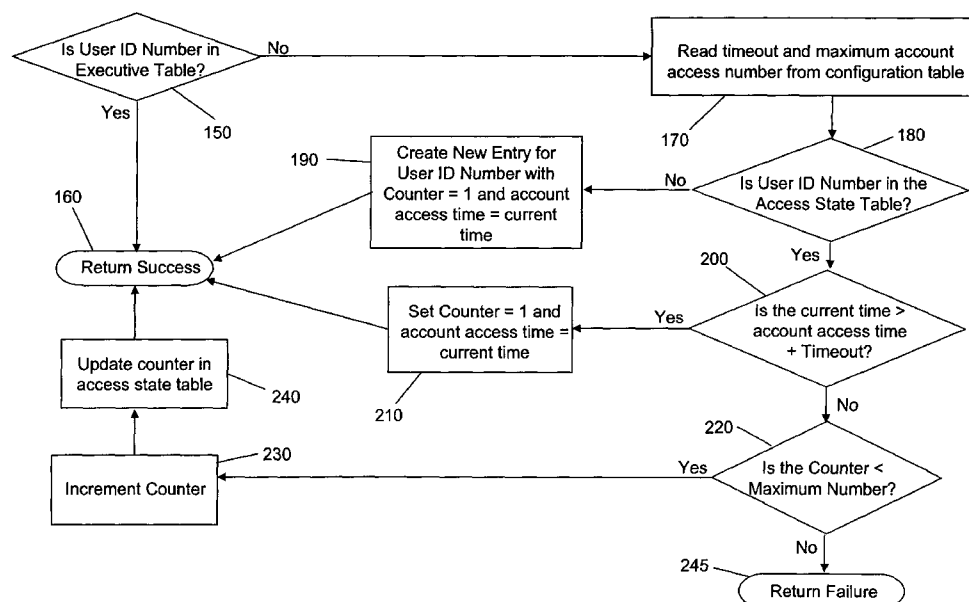 Is User ID Number in
Executive Table?
No
Yes
150
Read timeout and maximum account
access number from configuration table
170
180
190
Create New Entry for
User ID Number with
Counter = 1 and account
access time = current
time
No
Is User ID Number in the
Access State Table?
Yes
160
Return Success
200
Set Counter = 1 and
account access time =
current time
Yes
Is the current time >
account access time
+ Timeout?
210
No
Update counter in
access state table
240
220
230
Increment Counter
Yes
Is the Counter <
Maximum Number?
No
245
Return Failure